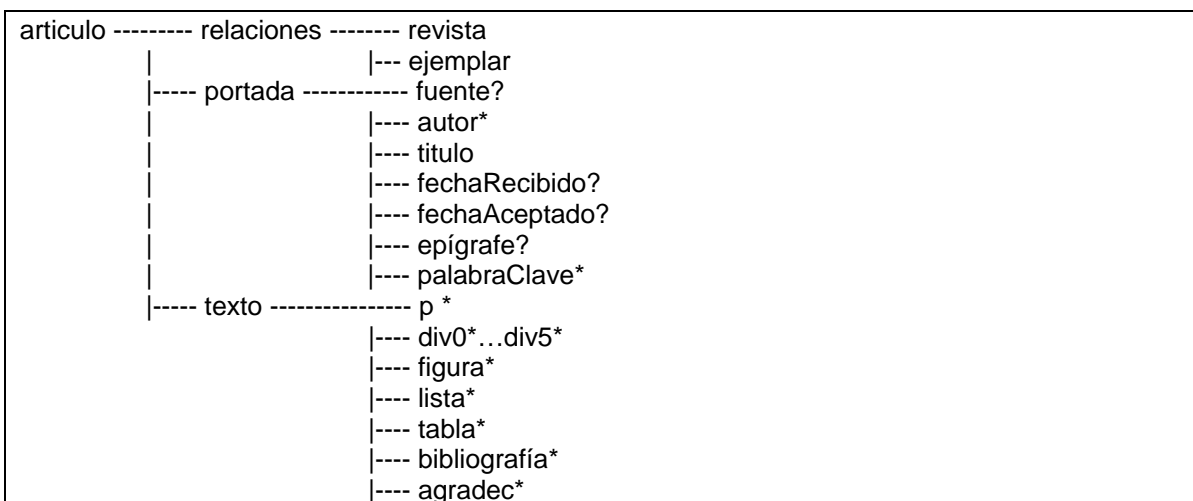 articulo --------- relaciones -------- revista
| |--- ejemplar
|----- portada ------------ fuente?
| |---- autor*
| |---- titulo
| |---- fechaRecibido?
| |---- fechaAceptado?
| |---- epígrafe?
| |---- palabraClave*
|----- texto ---------------- p *
|---- div0*…div5*
|---- figura*
|---- lista*
|---- tabla*
|---- bibliografía*
|---- agradec*